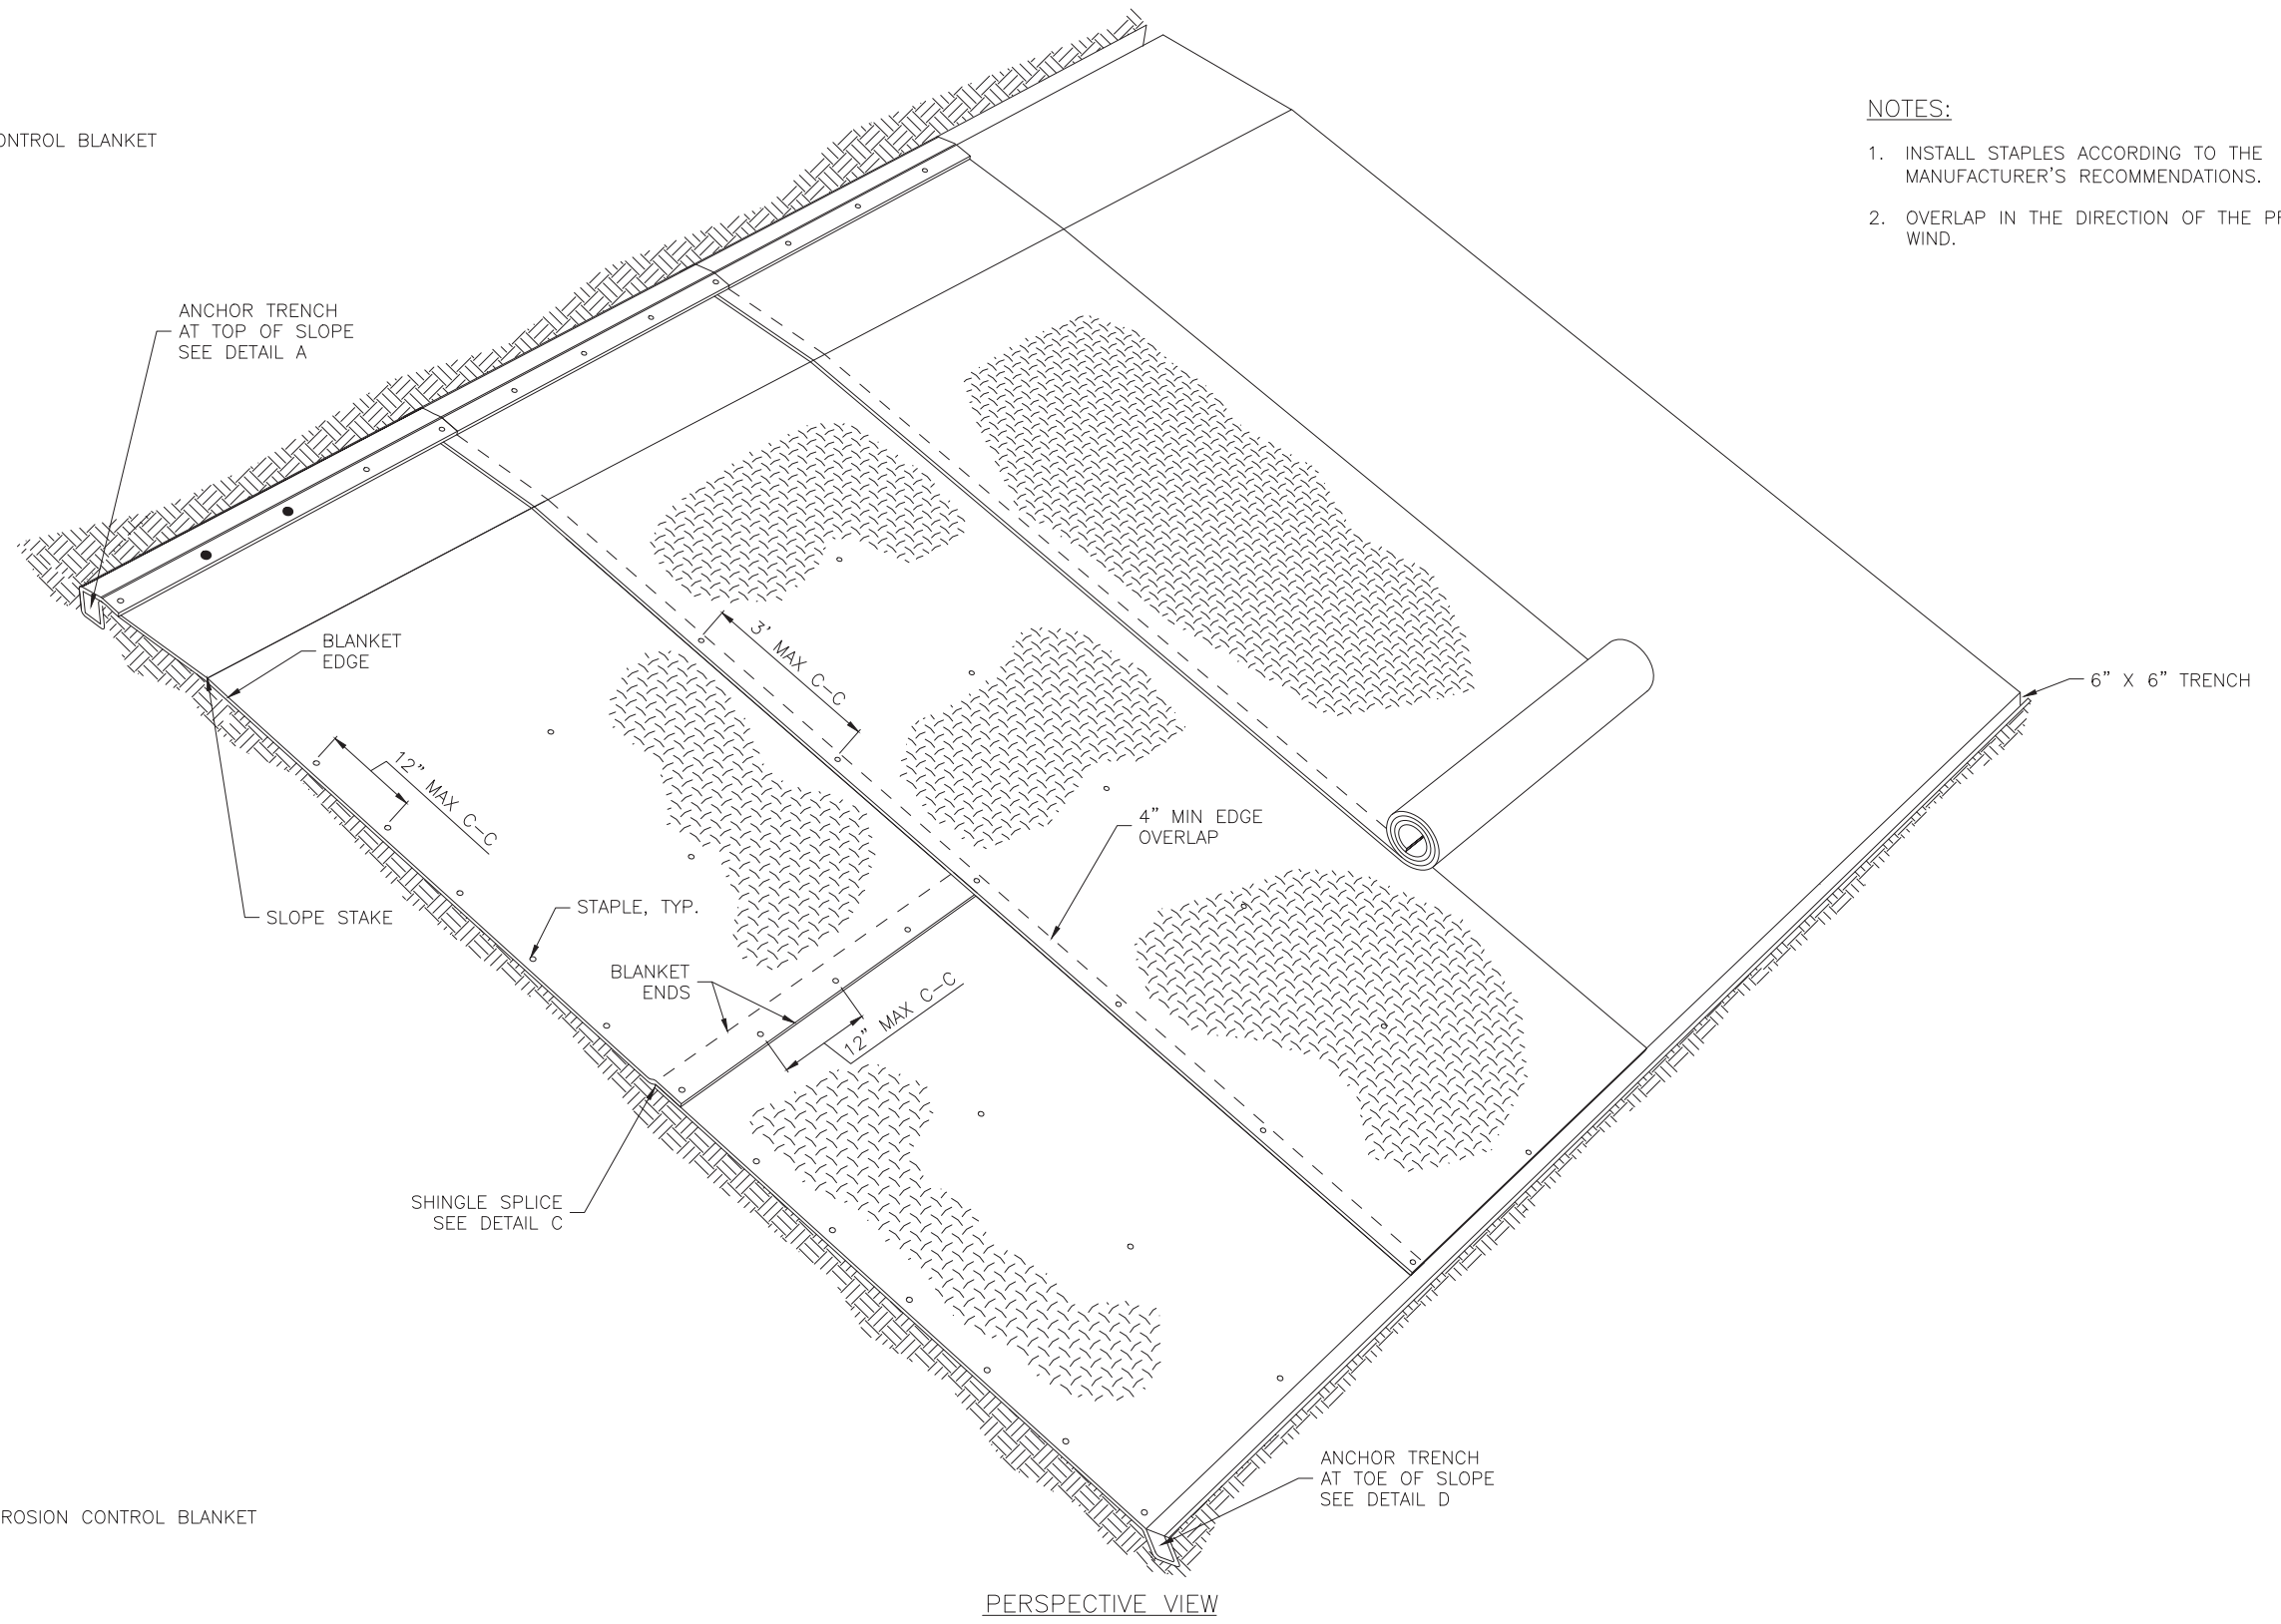 CONTROL BLANKET
NOTES:
1. INSTALL STAPLES ACCORDING TO THE
MANUFACTURER'S RECOMMENDATIONS.
2. OVERLAP IN THE DIRECTION OF THE
WIND.
ANCHOR TRENCH
AT TOP OF SLOPE
SEE DETAIL A
BLANKET
EDGE
3' MAX C-C
6" X 6" TRENCH
12" MAX C-C
4" MIN EDGE
OVERLAP
SLOPE STAKE
STAPLE, TYP.
BLANKET
ENDS
12" MAX C-C
SHINGLE SPLICE
SEE DETAIL C
ANCHOR TRENCH
AT TOE OF SLOPE
SEE DETAIL D
ROSION CONTROL BLANKET
PERSPECTIVE VIEW